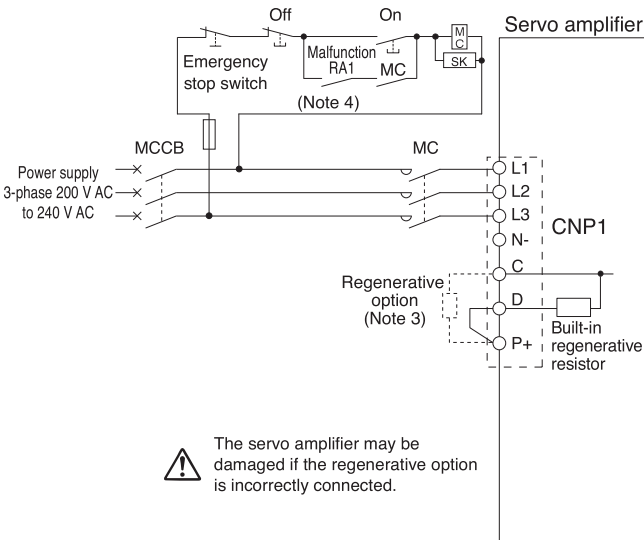 Off
On
Servo amplifier
M
C
SK
Emergency
stop switch
Malfunction
RA1
MC
(Note 4)
MCCB
MC
Power supply
3-phase 200 V AC
to 240 V AC
L1
L2
L3
N-
C
D
P+
CNP1
Regenerative
option
(Note 3)
Built-in
regenerative
resistor
The servo amplifier may be
damaged if the regenerative option
is incorrectly connected.